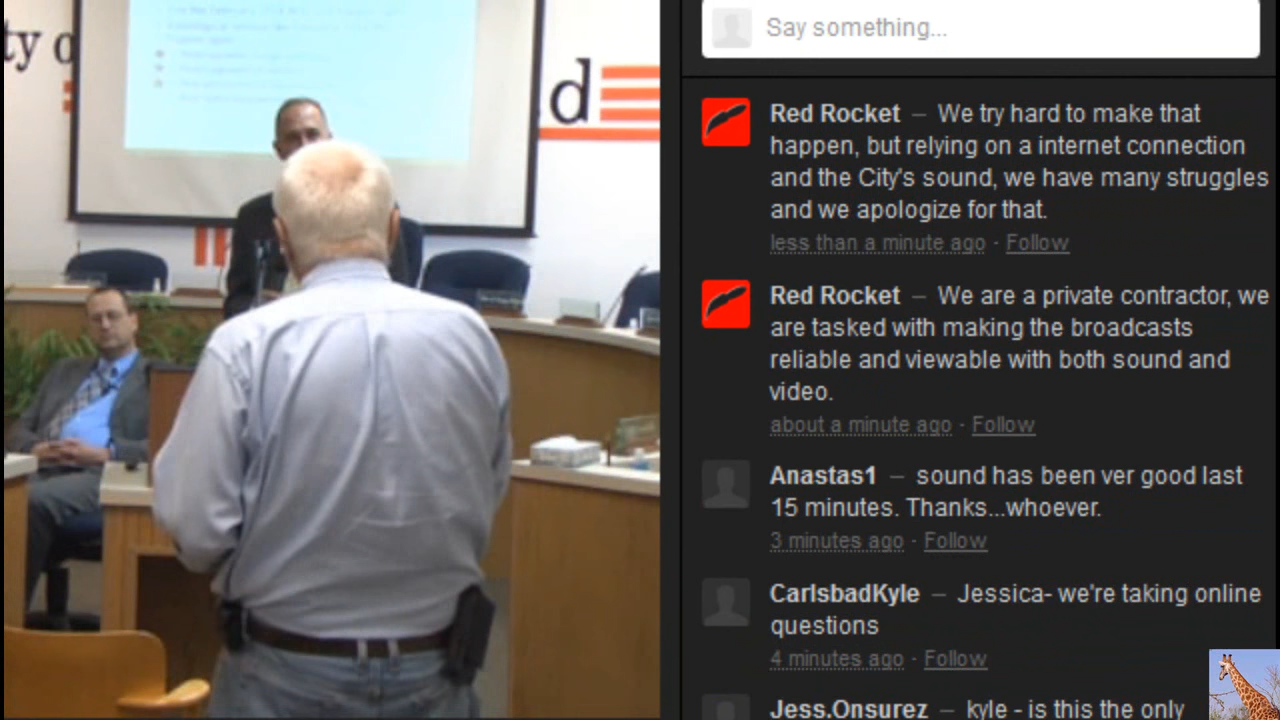 ty o
d
Say something...
Red Rocket – We try hard to make that
happen, but relying on a internet connection
and the City's sound, we have many struggles
and we apologize for that.
less than a minute ago · Follow
Red Rocket – We are a private contractor, we
are tasked with making the broadcasts
reliable and viewable with both sound and
video.
about a minute ago · Follow
Anastas1 – sound has been ver good last
15 minutes. Thanks...whoever.
3 minutes ago · Follow
CarlsbadKyle – Jessica- we're taking online
questions
4 minutes ago · Follow
Jess.Onsurez – kyle - is this the only